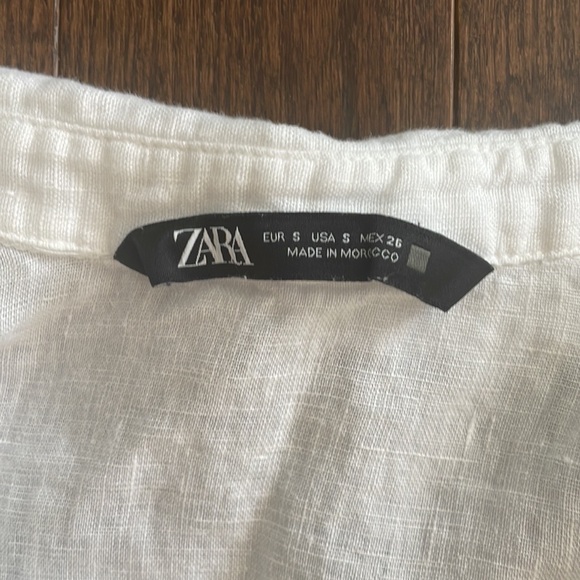 ZARA
EUR S USA S MEX 26
MADE IN MOROCCO